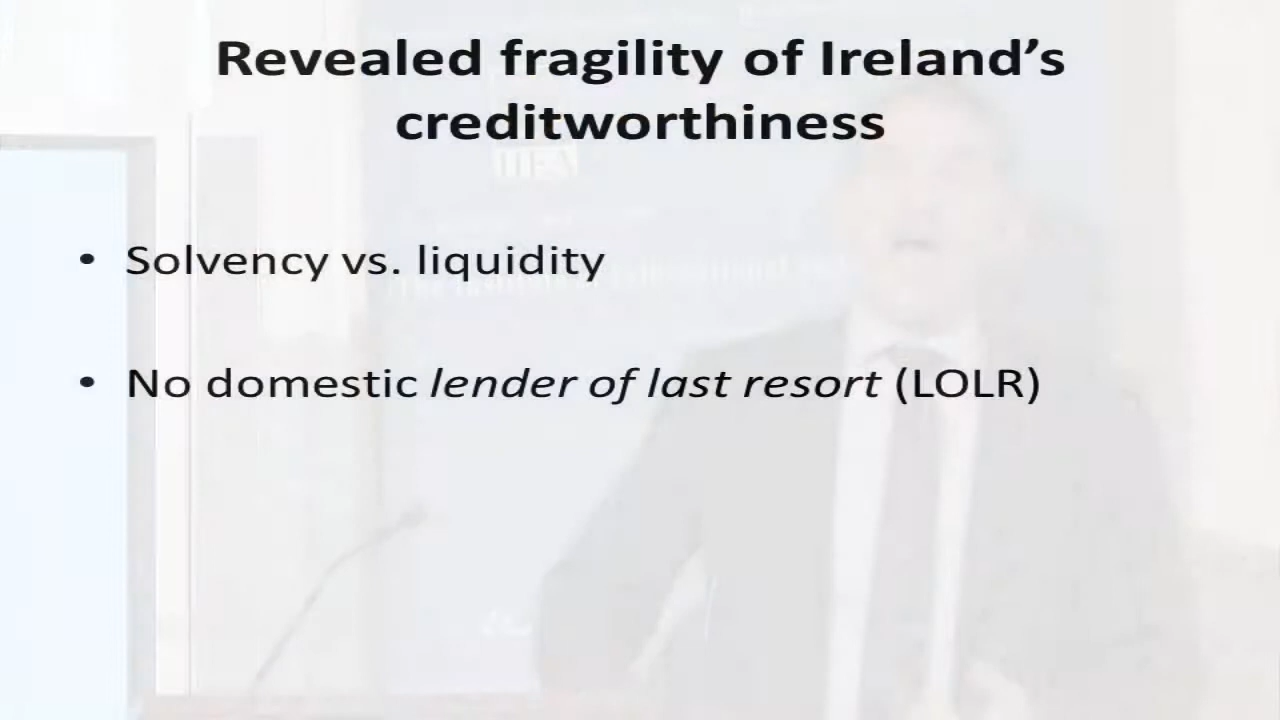 Revealed fragility of Ireland’s
creditworthiness
• Solvency vs. liquidity
• No domestic lender of last resort (LOLR)